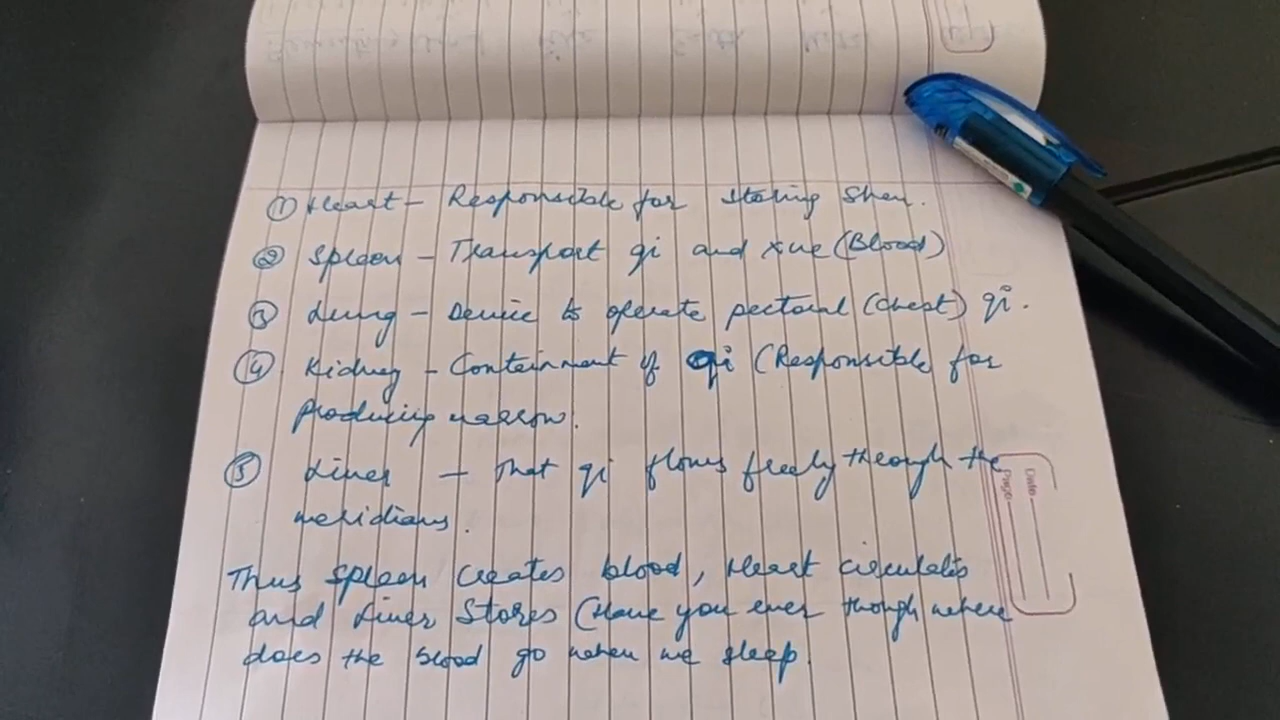 ① Heart - Responsible for storing Shen.
② Spleen - Transport qi and xue (Blood)
③ Lung - Device to operate pectoral (chest) qi.
④ Kidney - Containment of qi (Responsible for
producing marrow.
⑤ Liver - That qi flows freely through the
meridians.
Thus spleen creates blood, Heart circulates
and Liver Stores (Have you ever though where
does the blood go when we sleep.
Date
Page